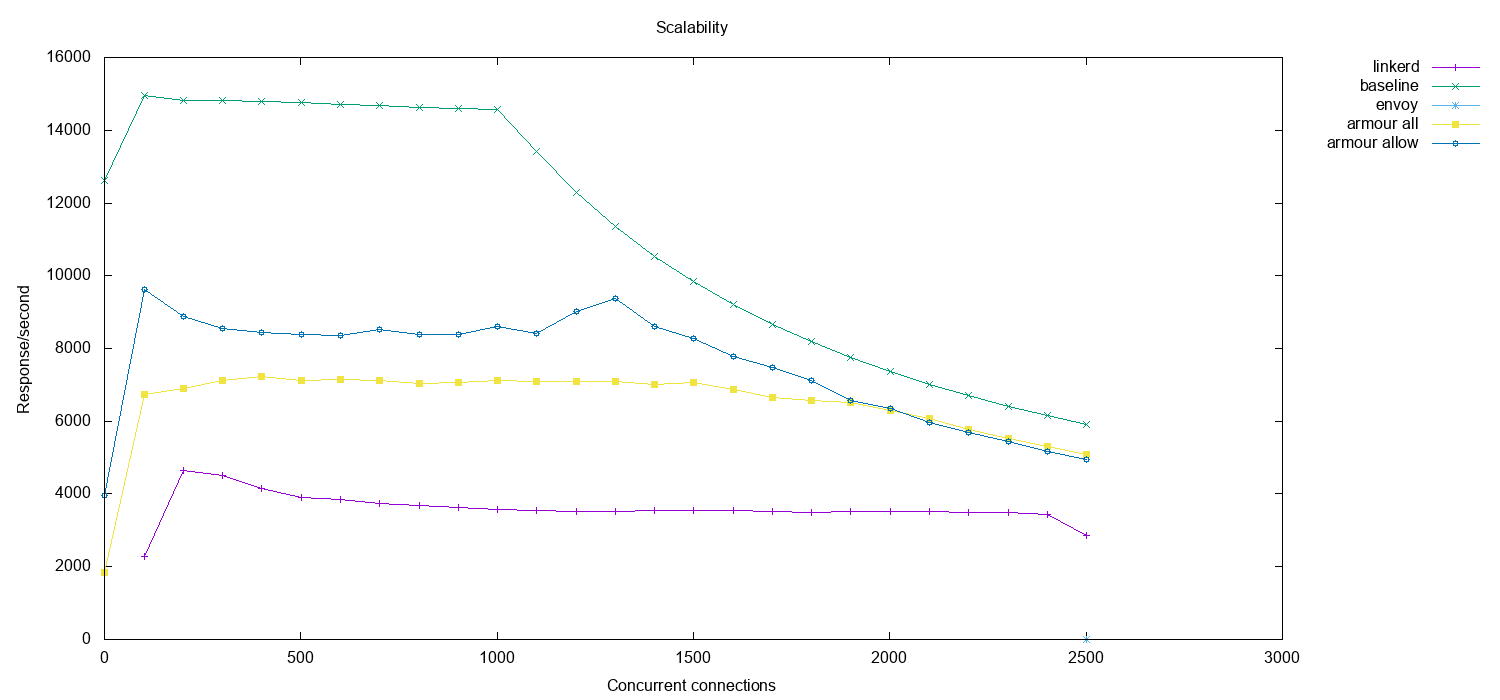 Scalability
16000
14000
12000
10000
8000
6000
4000
2000
0
Response/second
0 500 1000 1500 2000 2500 3000
Concurrent connections
linkerd
baseline
envoy
armour all
armour allow